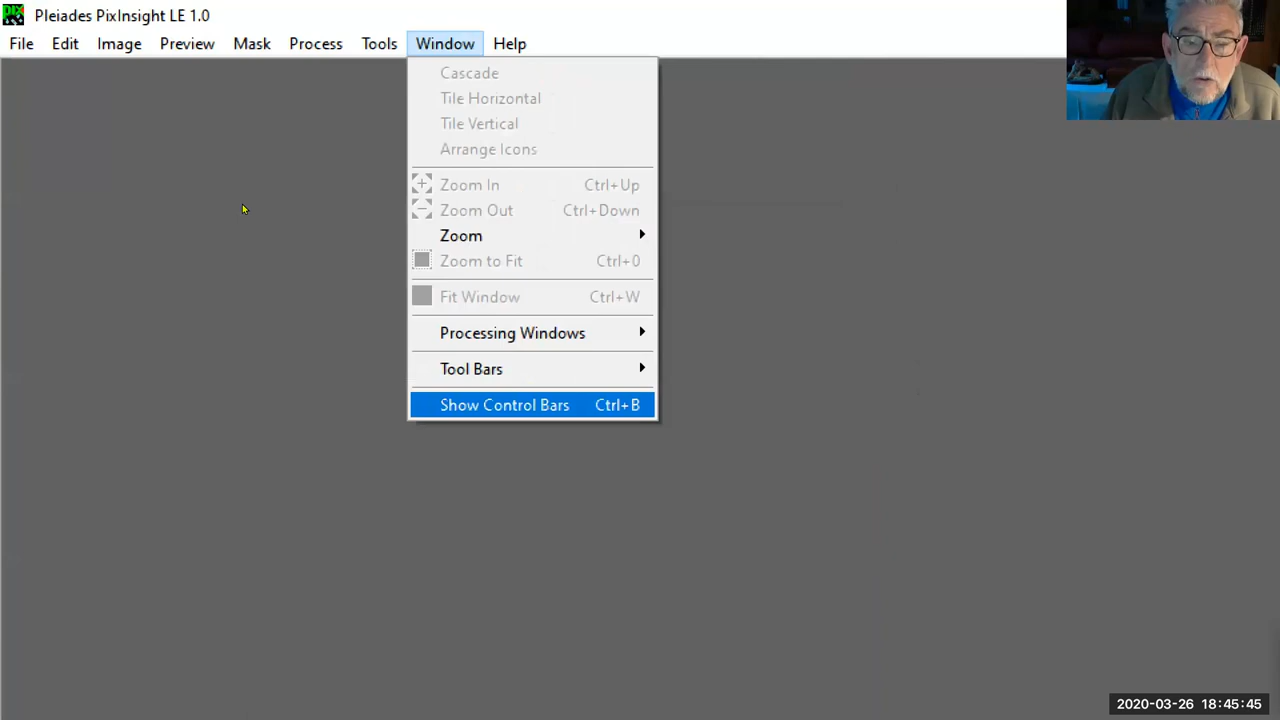 Pleiades PixInsight LE 1.0
File Edit Image Preview Mask Process Tools Window Help
Cascade
Tile Horizontal
Tile Vertical
Arrange Icons
Zoom In Ctrl+Up
Zoom Out Ctrl+Down
Zoom
Zoom to Fit Ctrl+0
Fit Window Ctrl+W
Processing Windows
Tool Bars
Show Control Bars Ctrl+B
2020-03-26 18:45:45